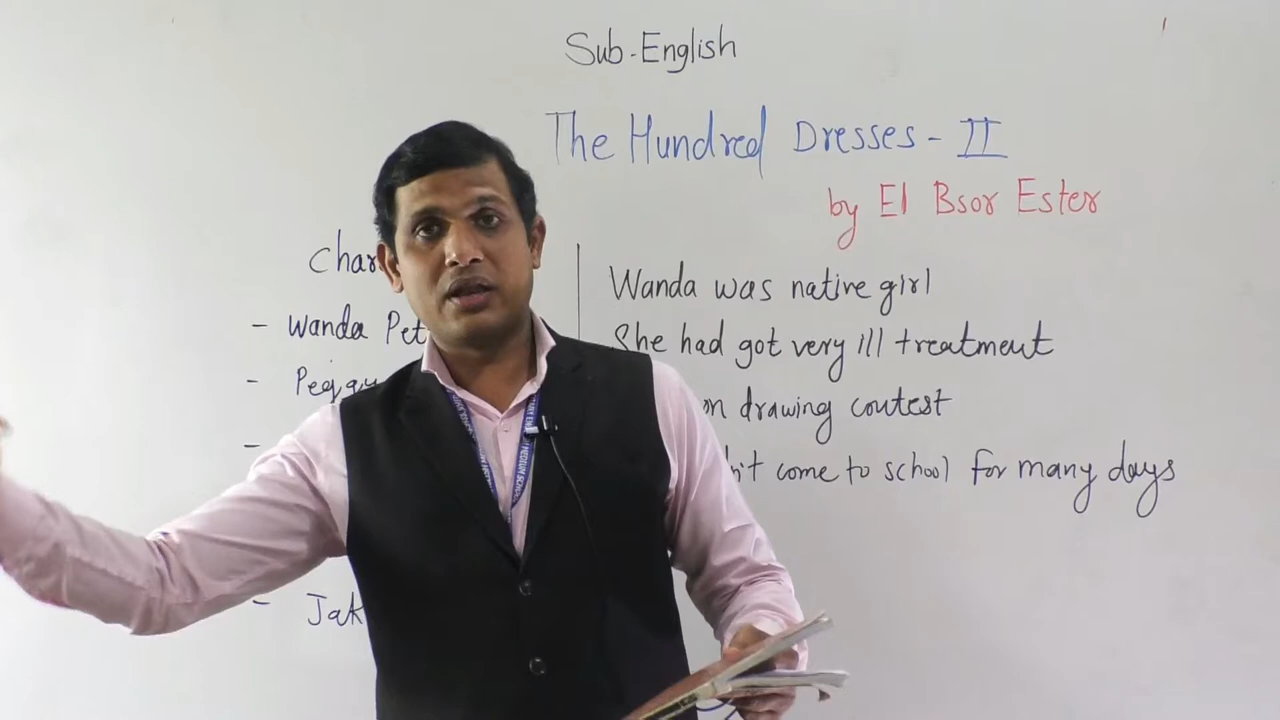 Sub-English
The Hundred Dresses - II
by El Bsor Ester
Char
- Wanda Pet
-
-
- Jak
Wanda was native girl
She had got very ill treatment
on drawing contest
n't come to school for many days